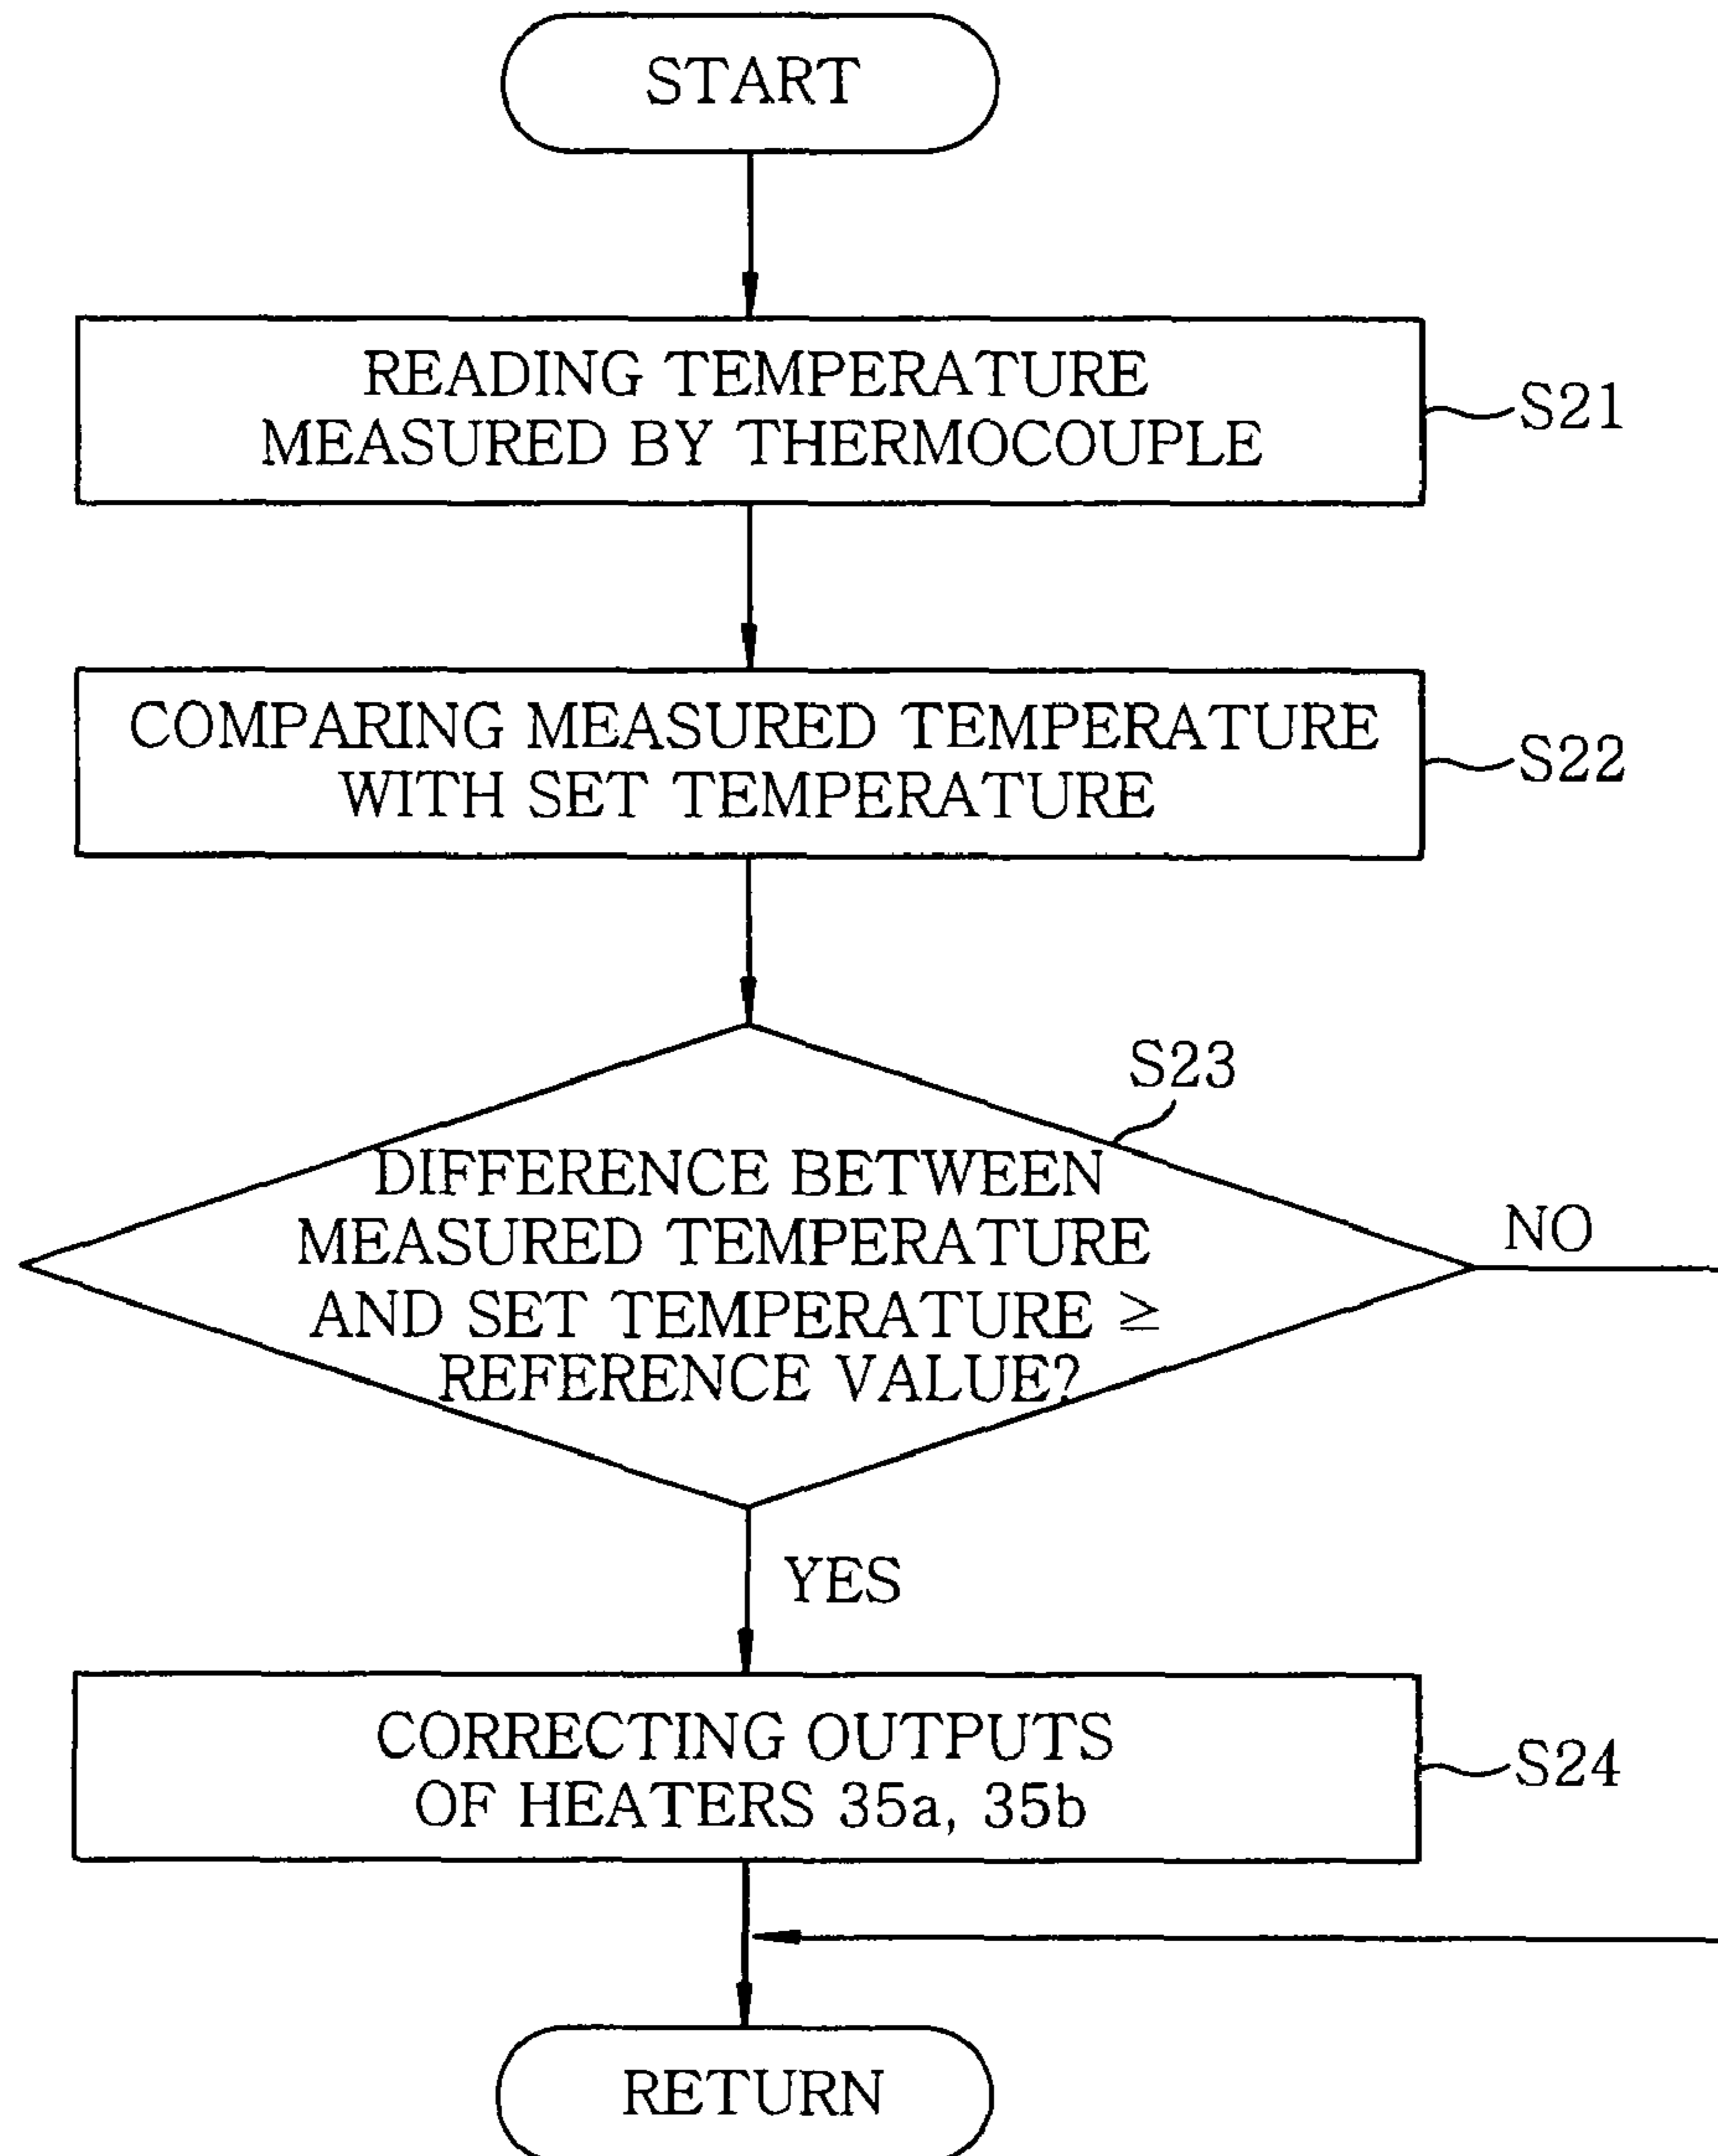 START
READING TEMPERATURE
MEASURED BY THERMOCOUPLE
S21
COMPARING MEASURED TEMPERATURE
WITH SET TEMPERATURE
S22
S23
DIFFERENCE BETWEEN
MEASURED TEMPERATURE
AND SET TEMPERATURE ≥
REFERENCE VALUE?
NO
YES
CORRECTING OUTPUTS
OF HEATERS 35a, 35b
S24
RETURN